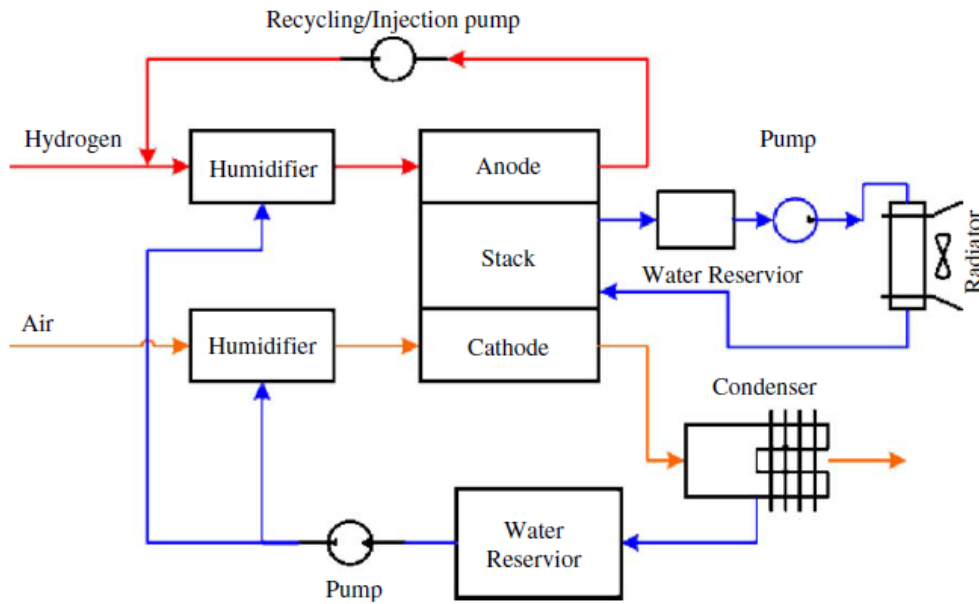 Recycling/Injection pump
Hydrogen
Humidifier
Anode
Pump
Stack
Water Reservior
Radiator
Air
Humidifier
Cathode
Condenser
Water
Reservior
Pump